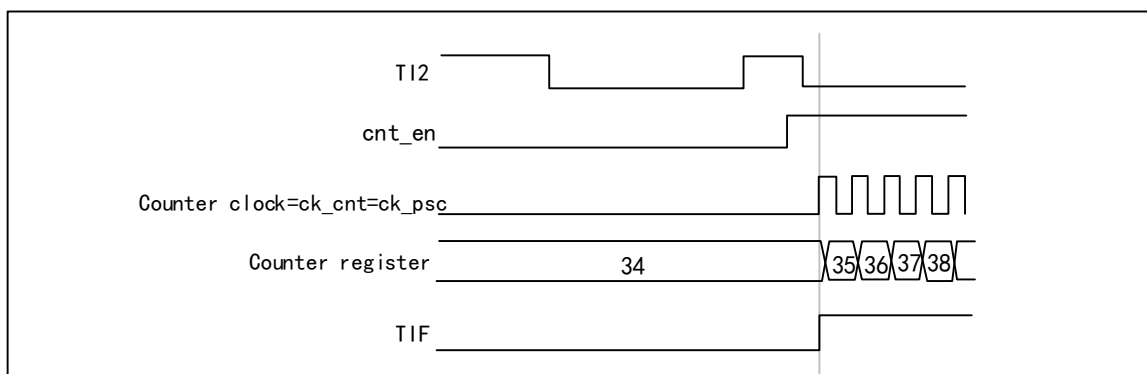 TI2
cnt_en
Counter clock=ck_cnt=ck_psc
Counter register 34 35 36 37 38
TIF